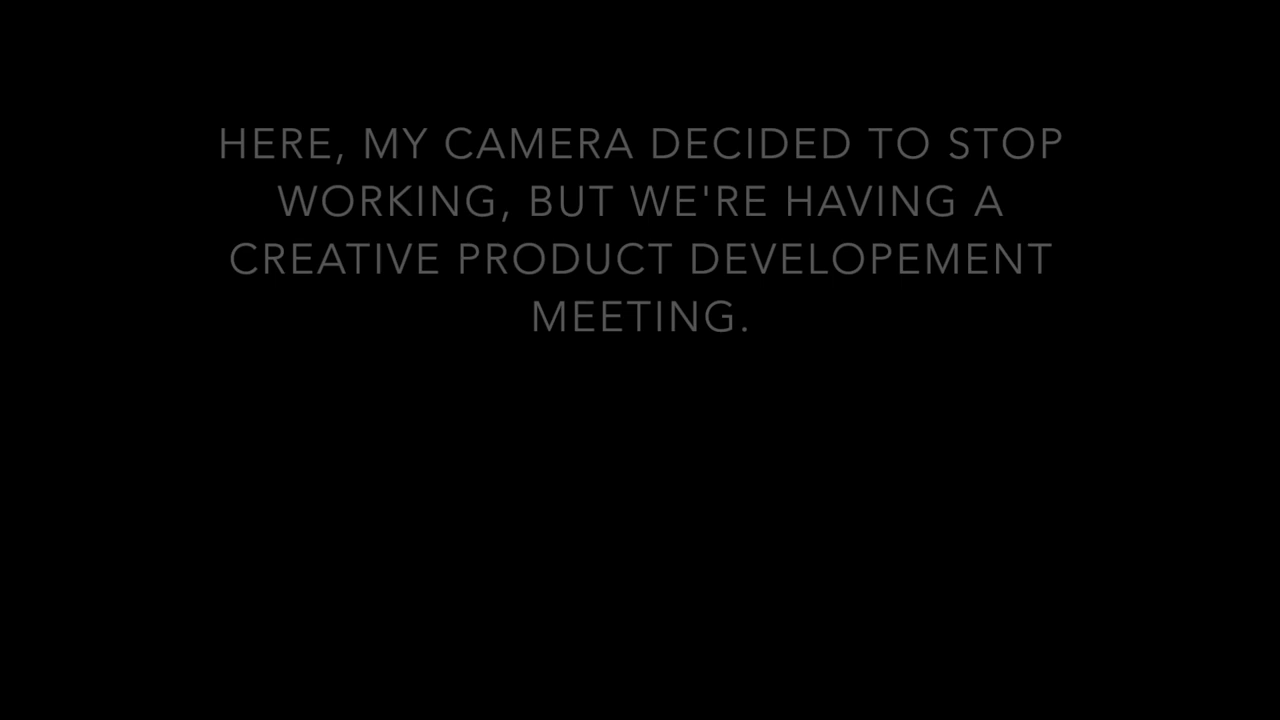 HERE, MY CAMERA DECIDED TO STOP
WORKING, BUT WE'RE HAVING A
CREATIVE PRODUCT DEVELOPEMENT
MEETING.